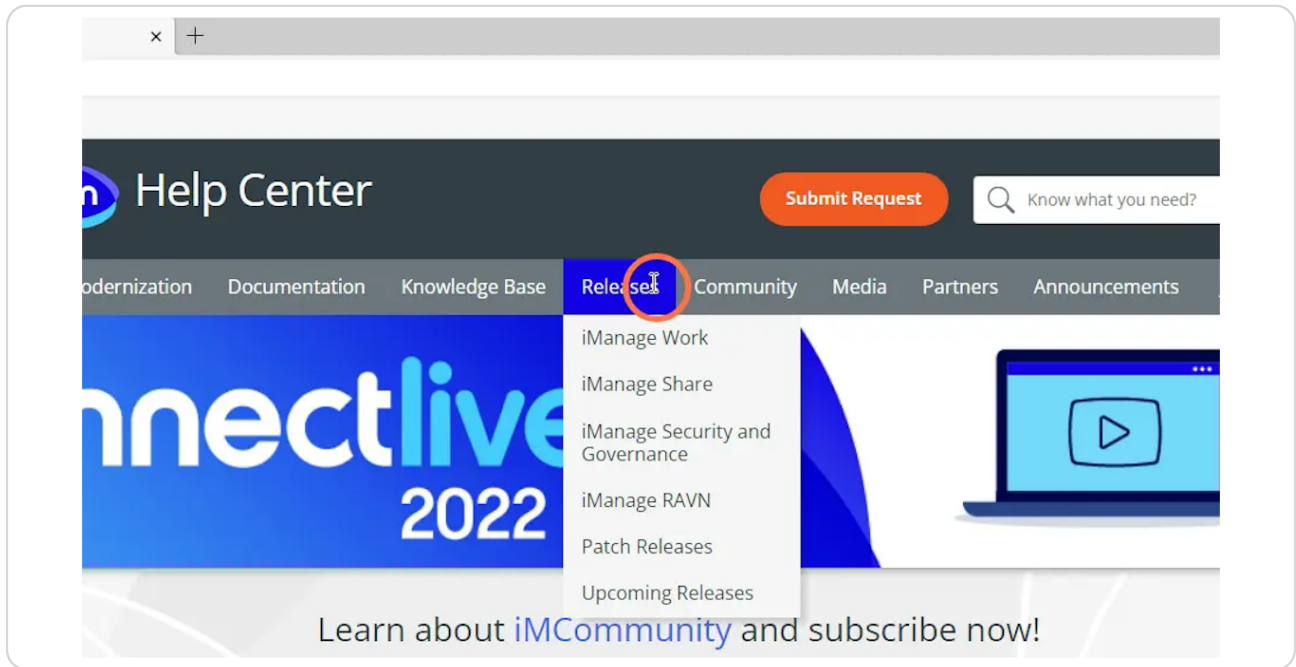 Help Center
Submit Request
Know what you need?
odernization Documentation Knowledge Base Releases Community Media Partners Announcements
iManage Work
iManage Share
iManage Security and
Governance
iManage RAVN
Patch Releases
Upcoming Releases
nnectlive
2022
Learn about iMCommunity and subscribe now!